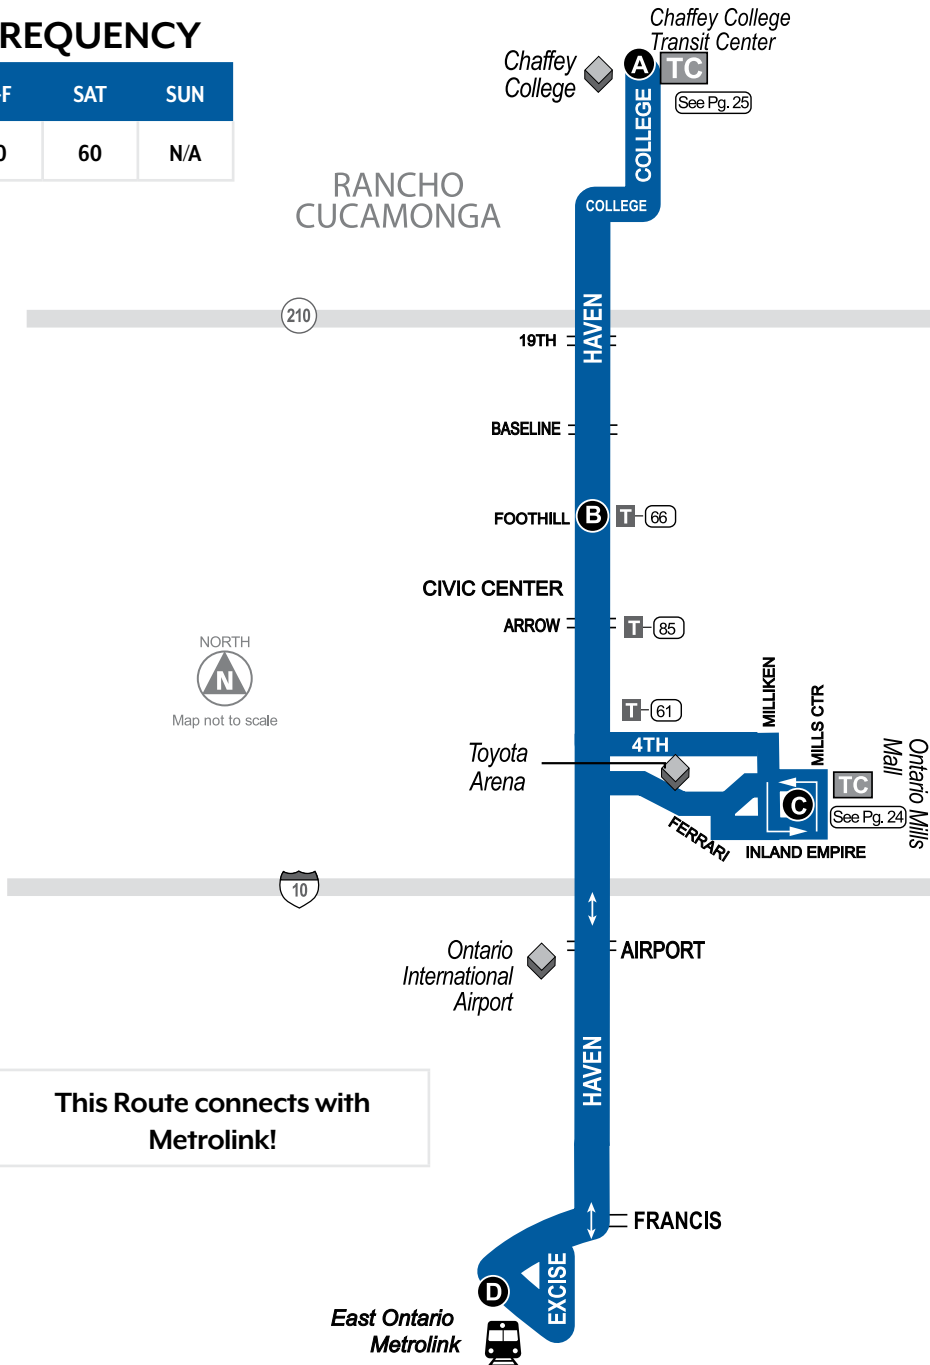 REQUENCY
F SAT SUN
0 60 N/A
Chaffey College
Transit Center
Chaffey
College
A
TC
See Pg. 25
COLLEGE
COLLEGE
RANCHO
CUCAMONGA
210
HAVEN
19TH
BASELINE
FOOTHILL
B
T
66
CIVIC CENTER
ARROW
T
85
NORTH
N
Map not to scale
T
61
MILLIKEN
MILLS CTR
4TH
Toyota
Arena
Ontario Mills
Mall
TC
C
See Pg. 24
FERRARI
INLAND EMPIRE
10
AIRPORT
Ontario
International
Airport
HAVEN
This Route connects with
Metrolink!
FRANCIS
EXCISE
D
East Ontario
Metrolink